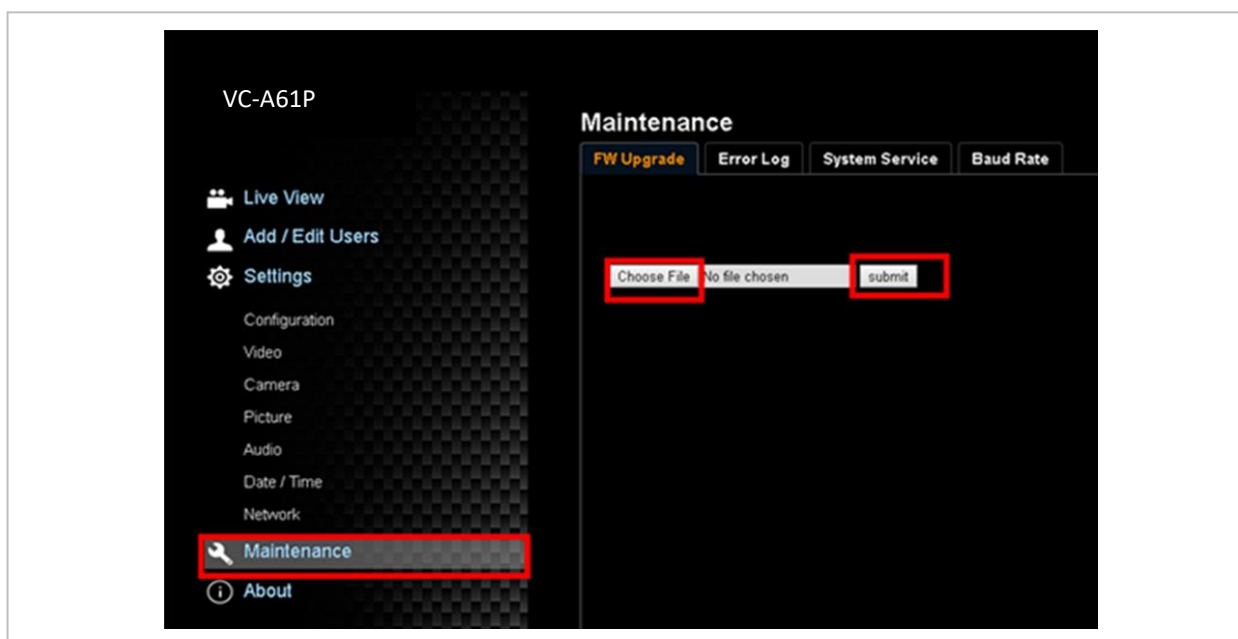 VC-A61P
Live View
Add / Edit Users
Settings
Configuration
Video
Camera
Picture
Audio
Date / Time
Network
Maintenance
About
Maintenance
FW Upgrade Error Log System Service Baud Rate
Choose File No file chosen submit